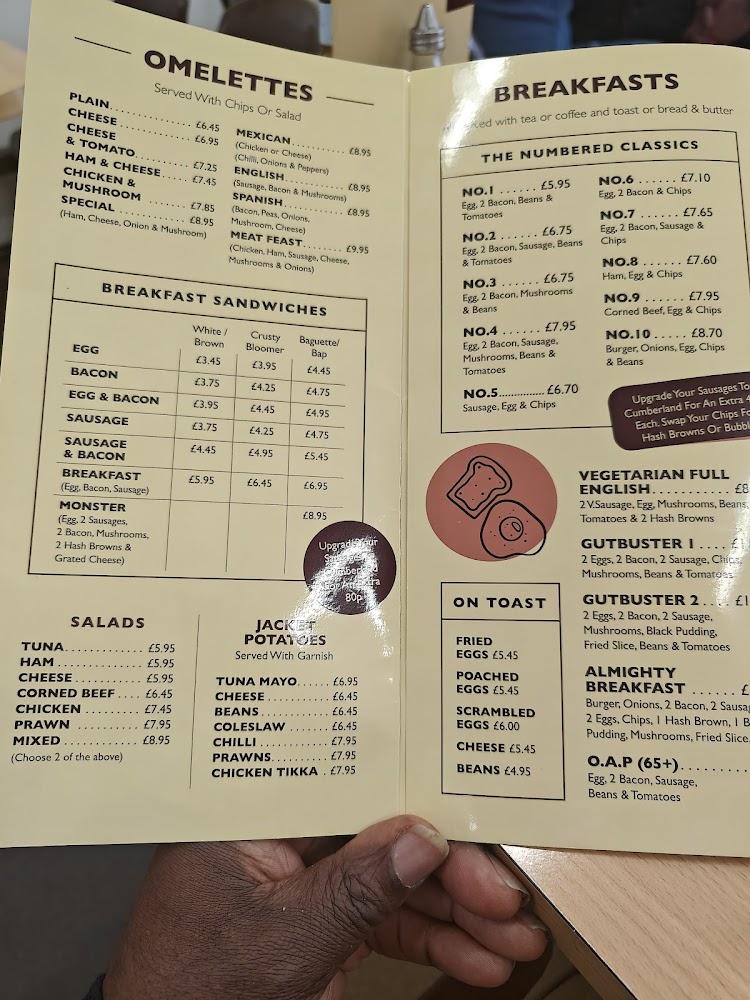 OMELETTES
Served With Chips Or Salad
PLAIN.................. £6.45
CHEESE................ £6.95
CHEESE
& TOMATO............ £7.25
HAM & CHEESE...... £7.45
CHICKEN &
MUSHROOM......... £7.85
SPECIAL................ £8.95
(Ham, Cheese, Onion & Mushroom)
MEXICAN............. £8.95
(Chicken or Cheese)
(Chilli, Onions & Peppers)
ENGLISH............. £8.95
(Sausage, Bacon & Mushrooms)
SPANISH.............. £8.95
(Bacon, Peas, Onions,
Mushroom, Cheese)
MEAT FEAST........ £9.95
(Chicken, Ham, Sausage, Cheese,
Mushrooms & Onions)
BREAKFAST SANDWICHES
White / Brown Crusty Bloomer Baguette/ Bap
EGG £3.45 £3.95 £4.45
BACON £3.75 £4.25 £4.75
EGG & BACON £3.95 £4.45 £4.95
SAUSAGE £3.75 £4.25 £4.75
SAUSAGE
& BACON £4.45 £4.95 £5.45
BREAKFAST £5.95 £6.45 £6.95
(Egg, Bacon, Sausage)
MONSTER £8.95
(Egg, 2 Sausages,
2 Bacon, Mushrooms,
2 Hash Browns &
Grated Cheese)
Upgrade Your
For An Extra
80p
SALADS
TUNA.............. £5.95
HAM................ £5.95
CHEESE........... £5.95
CORNED BEEF.... £6.45
CHICKEN.......... £7.45
PRAWN............ £7.95
MIXED............. £8.95
(Choose 2 of the above)
JACKET
POTATOES
Served With Garnish
TUNA MAYO...... £6.95
CHEESE............ £6.45
BEANS.............. £6.45
COLESLAW........ £6.45
CHILLI.............. £7.95
PRAWNS........... £7.95
CHICKEN TIKKA . £7.95
BREAKFASTS
with tea or coffee and toast or bread & butter
THE NUMBERED CLASSICS
NO.1 ...... £5.95
Egg, 2 Bacon, Beans &
Tomatoes
NO.2 ...... £6.75
Egg, 2 Bacon, Sausage, Beans
& Tomatoes
NO.3 ...... £6.75
Egg, 2 Bacon, Mushrooms
& Beans
NO.4 ...... £7.95
Egg, 2 Bacon, Sausage,
Mushrooms, Beans &
Tomatoes
NO.5............... £6.70
Sausage, Egg & Chips
NO.6 ...... £7.10
Egg, 2 Bacon & Chips
NO.7 ...... £7.65
Egg, 2 Bacon, Sausage &
Chips
NO.8 ...... £7.60
Ham, Egg & Chips
NO.9 ...... £7.95
Corned Beef, Egg & Chips
NO.10 ..... £8.70
Burger, Onions, Egg, Chips
& Beans
Upgrade Your Sausages To
Cumberland For An Extra 4
Each. Swap Your Chips Fo
Hash Browns Or Bubbl
VEGETARIAN FULL
ENGLISH............ £8
2 V.Sausage, Egg, Mushrooms, Beans,
Tomatoes & 2 Hash Browns
GUTBUSTER 1 .... £1
2 Eggs, 2 Bacon, 2 Sausage, Chips,
Mushrooms, Beans & Tomatoes
GUTBUSTER 2 .... £1
2 Eggs, 2 Bacon, 2 Sausage,
Mushrooms, Black Pudding,
Fried Slice, Beans & Tomatoes
ALMIGHTY
BREAKFAST ...... £
Burger, Onions, 2 Bacon, 2 Sausa
2 Eggs, Chips, 1 Hash Brown, 1 B
Pudding, Mushrooms, Fried Slice,
O.A.P (65+)..........
Egg, 2 Bacon, Sausage,
Beans & Tomatoes
ON TOAST
FRIED
EGGS £5.45
POACHED
EGGS £5.45
SCRAMBLED
EGGS £6.00
CHEESE £5.45
BEANS £4.95